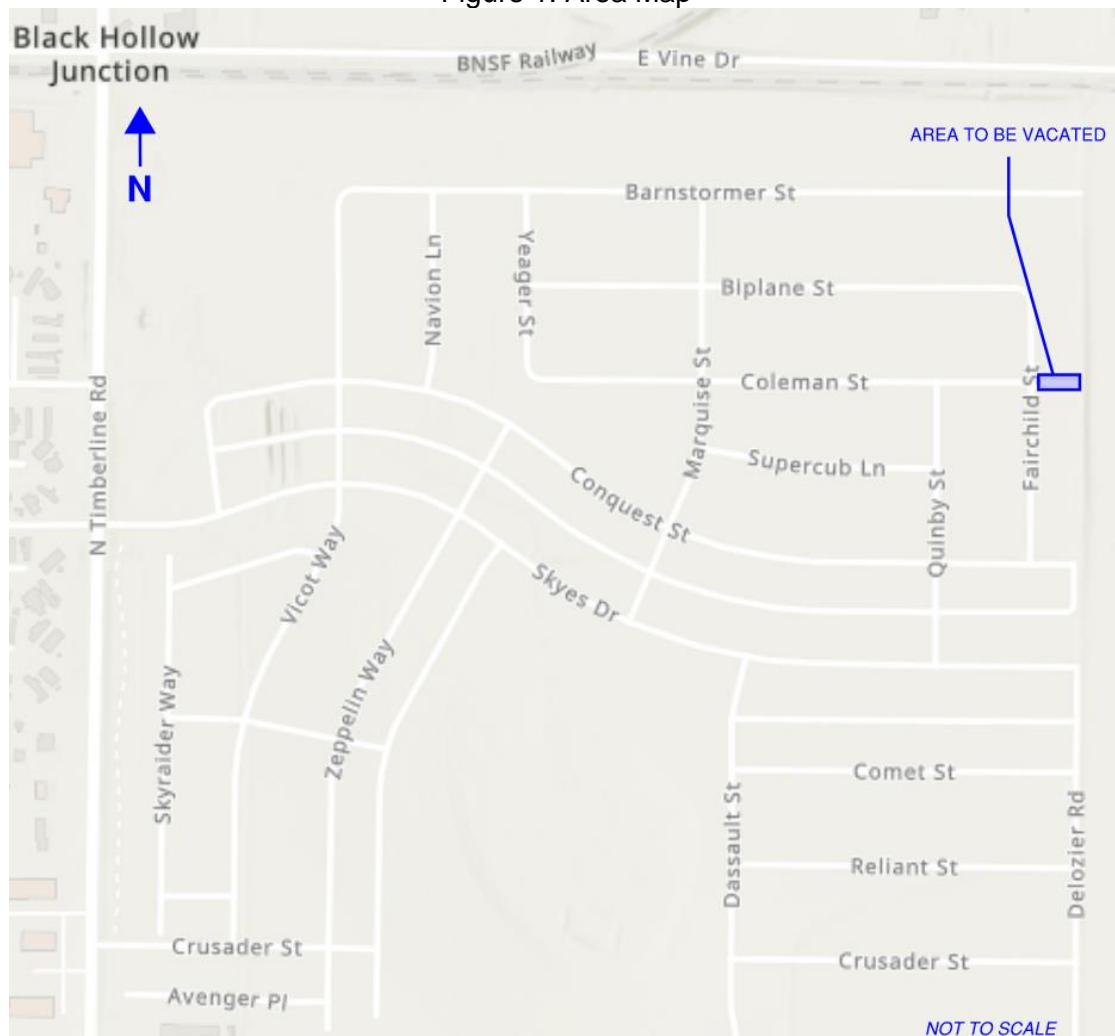 Figure 1: Area Map
Black Hollow
Junction
BNSF Railway
E Vine Dr
AREA TO BE VACATED
N
Barnstormer St
Navion Ln
Yeager St
Biplane St
Coleman St
Marquise St
Fairchild St
N Timberline Rd
Supercub Ln
Conquest St
Quinby St
Vicot Way
Skyes Dr
Zeppelin Way
Skyraider Way
Comet St
Dassault St
Delozier Rd
Reliant St
Crusader St
Crusader St
Avenger Pl
NOT TO SCALE